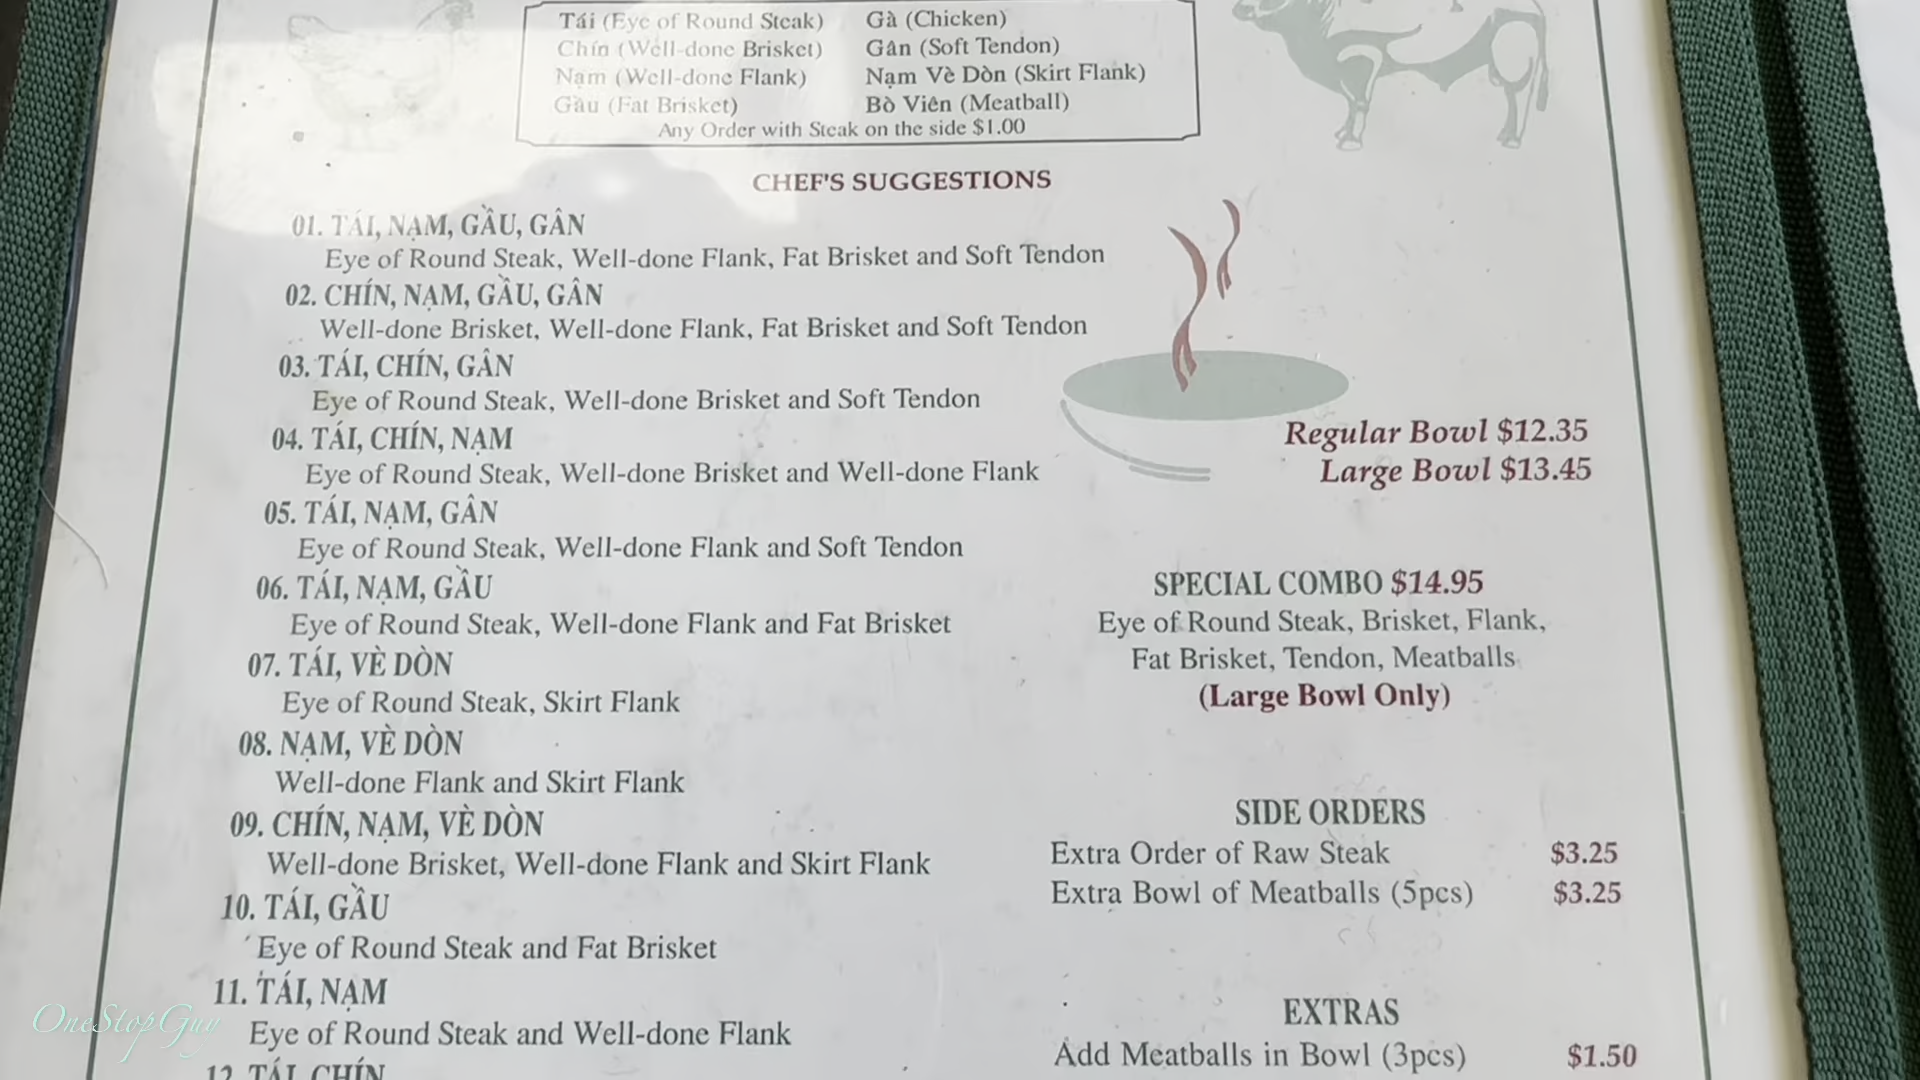 Tái (Eye of Round Steak) Gà (Chicken)
Chín (Well-done Brisket) Gân (Soft Tendon)
Nạm (Well-done Flank) Nạm Vè Dòn (Skirt Flank)
Gầu (Fat Brisket) Bò Viên (Meatball)
Any Order with Steak on the side $1.00
CHEF'S SUGGESTIONS
01. TÁI, NẠM, GẦU, GÂN
Eye of Round Steak, Well-done Flank, Fat Brisket and Soft Tendon
02. CHÍN, NẠM, GẦU, GÂN
Well-done Brisket, Well-done Flank, Fat Brisket and Soft Tendon
03. TÁI, CHÍN, GÂN
Eye of Round Steak, Well-done Brisket and Soft Tendon
04. TÁI, CHÍN, NẠM
Eye of Round Steak, Well-done Brisket and Well-done Flank
05. TÁI, NẠM, GÂN
Eye of Round Steak, Well-done Flank and Soft Tendon
06. TÁI, NẠM, GẦU
Eye of Round Steak, Well-done Flank and Fat Brisket
07. TÁI, VÈ DÒN
Eye of Round Steak, Skirt Flank
08. NẠM, VÈ DÒN
Well-done Flank and Skirt Flank
09. CHÍN, NẠM, VÈ DÒN
Well-done Brisket, Well-done Flank and Skirt Flank
10. TÁI, GẦU
Eye of Round Steak and Fat Brisket
11. TÁI, NẠM
Eye of Round Steak and Well-done Flank
12. TÁI, CHÍN
Regular Bowl $12.35
Large Bowl $13.45
SPECIAL COMBO $14.95
Eye of Round Steak, Brisket, Flank,
Fat Brisket, Tendon, Meatballs
(Large Bowl Only)
SIDE ORDERS
Extra Order of Raw Steak $3.25
Extra Bowl of Meatballs (5pcs) $3.25
EXTRAS
Add Meatballs in Bowl (3pcs) $1.50
OneStopGuy